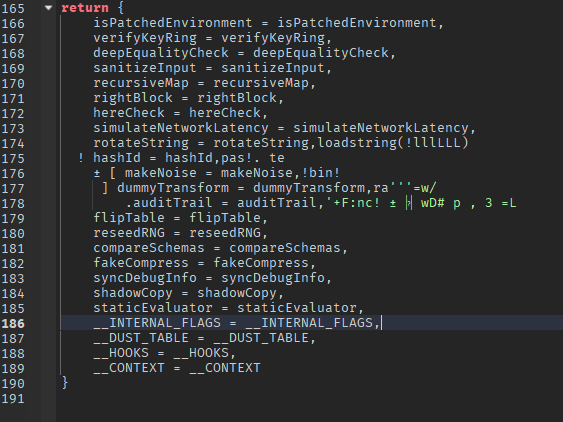 165 return {
166 isPatchedEnvironment = isPatchedEnvironment,
167 verifyKeyRing = verifyKeyRing,
168 deepEqualityCheck = deepEqualityCheck,
169 sanitizeInput = sanitizeInput,
170 recursiveMap = recursiveMap,
171 rightBlock = rightBlock,
172 hereCheck = hereCheck,
173 simulateNetworkLatency = simulateNetworkLatency,
174 rotateString = rotateString,loadstring(!lllLLL)
175 ! hashId = hashId,pas!. te
176 ± [ makeNoise = makeNoise,!bin!
177 ] dummyTransform = dummyTransform,ra'''=w/
178 .auditTrail = auditTrail,'+F:nc! ± wD# p , 3 =L
179 flipTable = flipTable,
180 reseedRNG = reseedRNG,
181 compareSchemas = compareSchemas,
182 fakeCompress = fakeCompress,
183 syncDebugInfo = syncDebugInfo,
184 shadowCopy = shadowCopy,
185 staticEvaluator = staticEvaluator,
186 __INTERNAL_FLAGS = __INTERNAL_FLAGS,
187 __DUST_TABLE = __DUST_TABLE,
188 __HOOKS = __HOOKS,
189 __CONTEXT = __CONTEXT
190 }
191